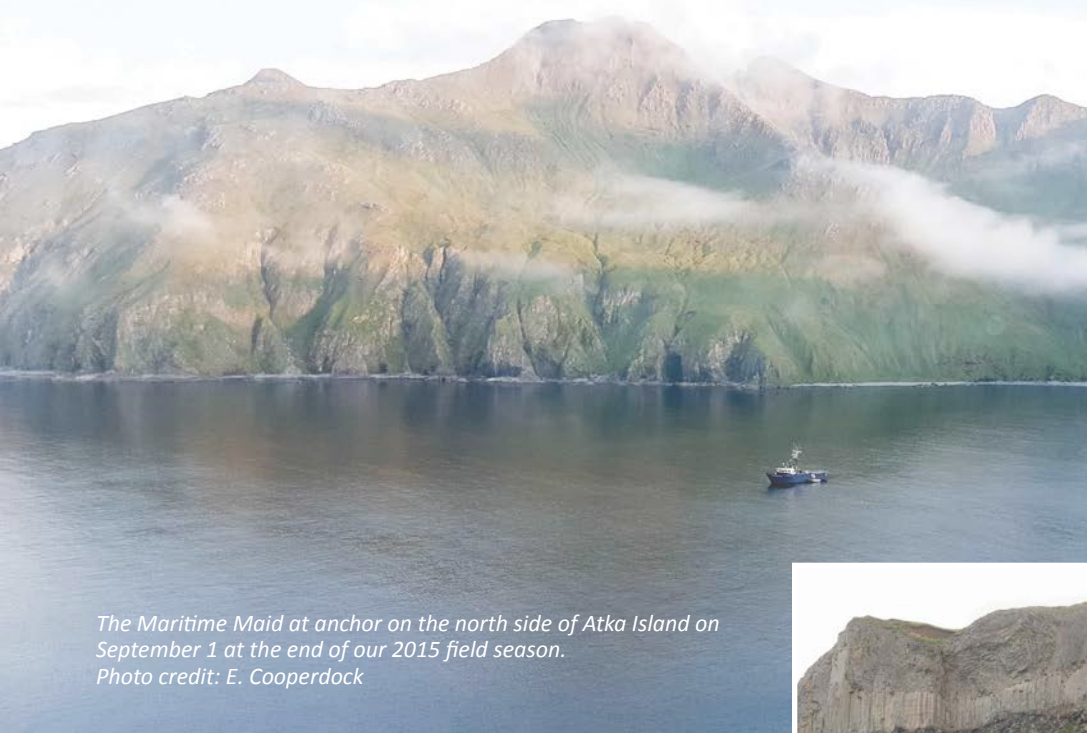 The Maritime Maid at anchor on the north side of Atka Island on
September 1 at the end of our 2015 field season.
Photo credit: E. Cooperdock